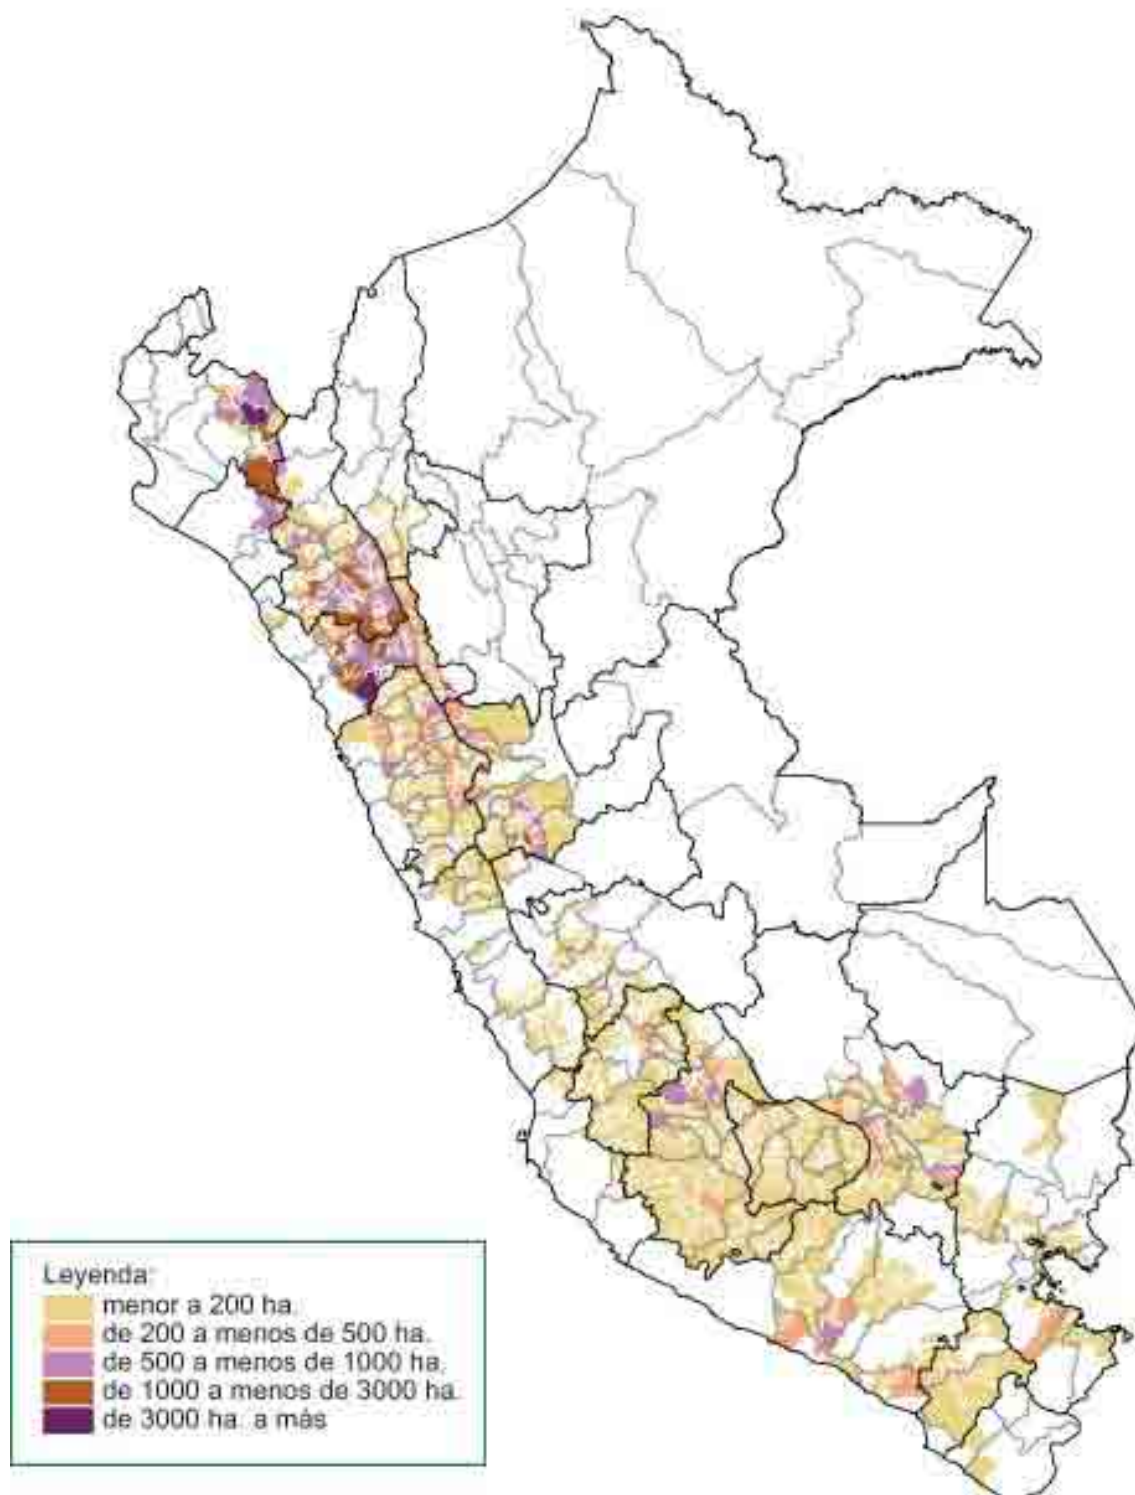 Leyenda:
menor a 200 ha.
de 200 a menos de 500 ha.
de 500 a menos de 1000 ha.
de 1000 a menos de 3000 ha.
de 3000 ha. a más